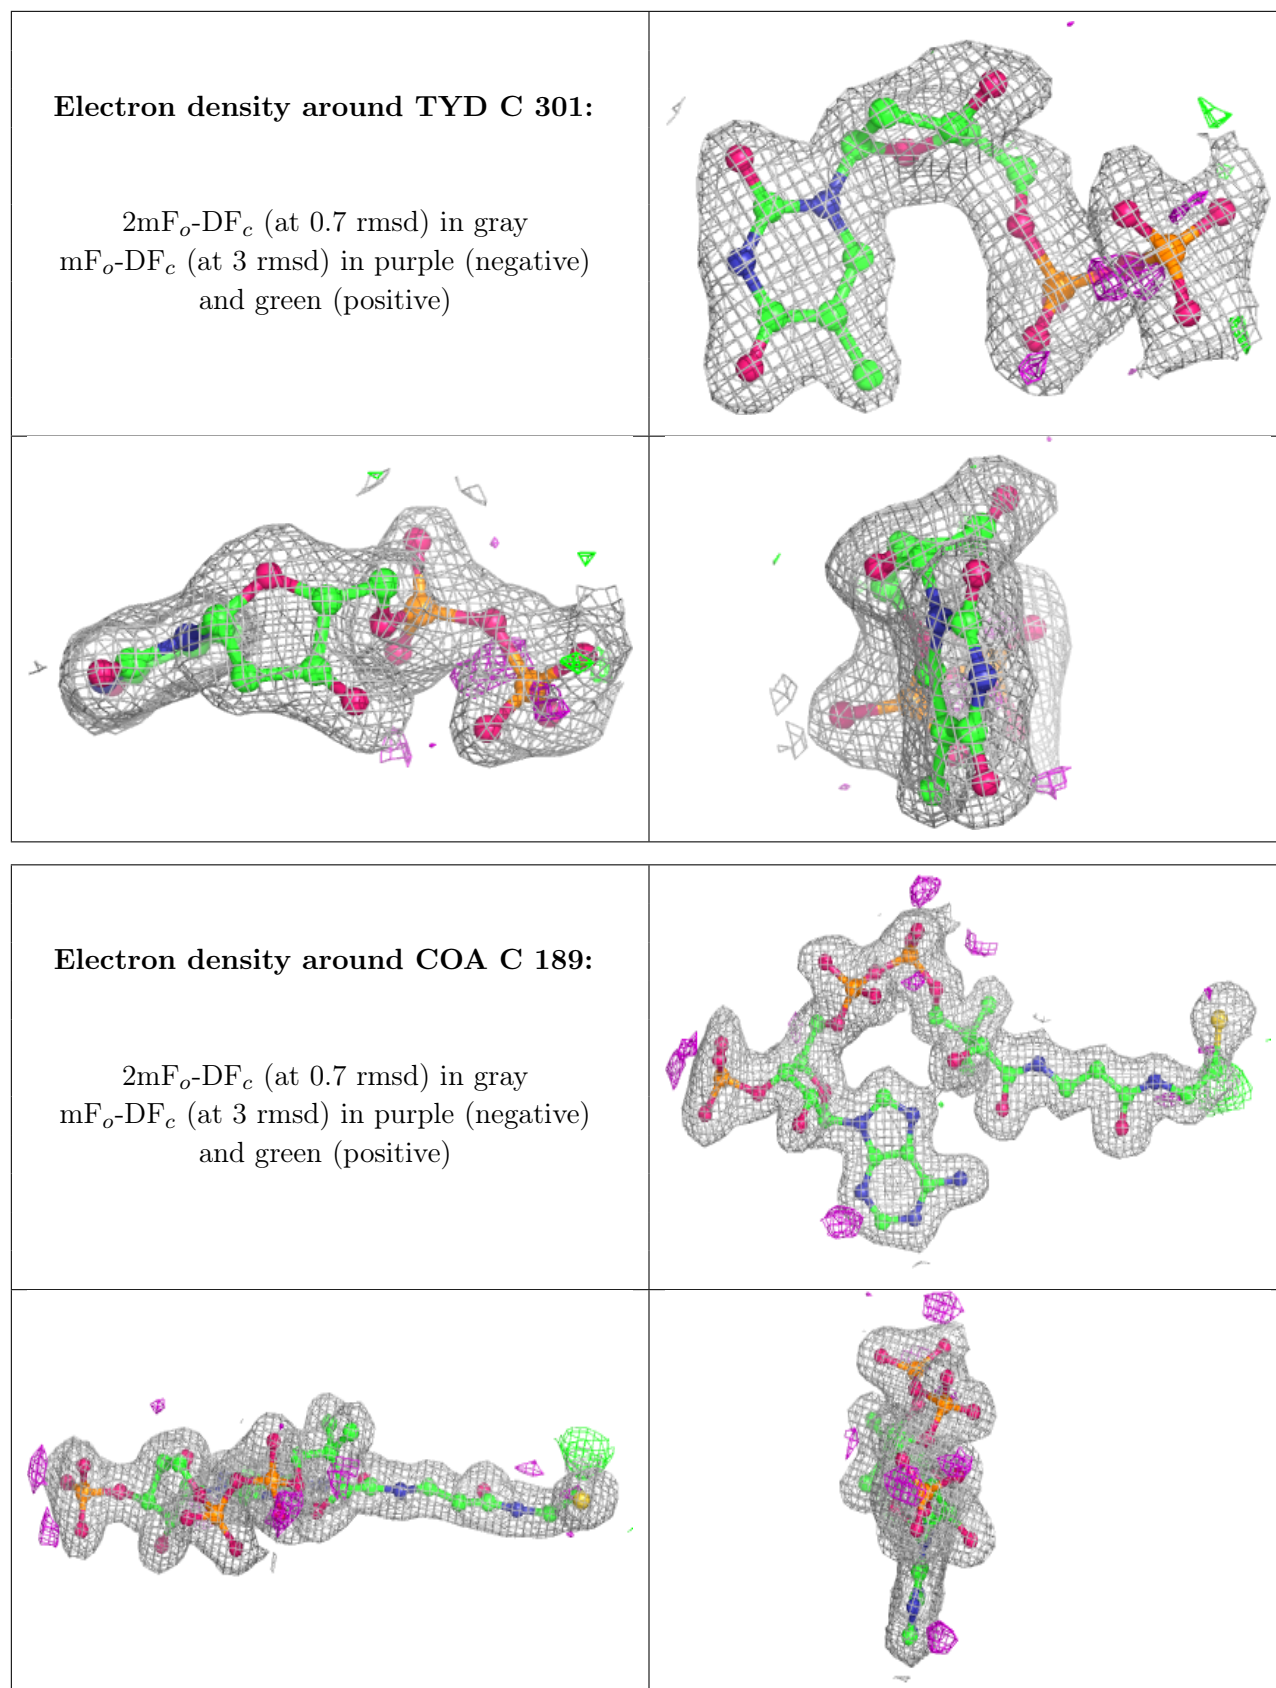 Electron density around TYD C 301:
2mFo-DFc (at 0.7 rmsd) in gray
mFo-DFc (at 3 rmsd) in purple (negative)
and green (positive)
Electron density around COA C 189:
2mFo-DFc (at 0.7 rmsd) in gray
mFo-DFc (at 3 rmsd) in purple (negative)
and green (positive)